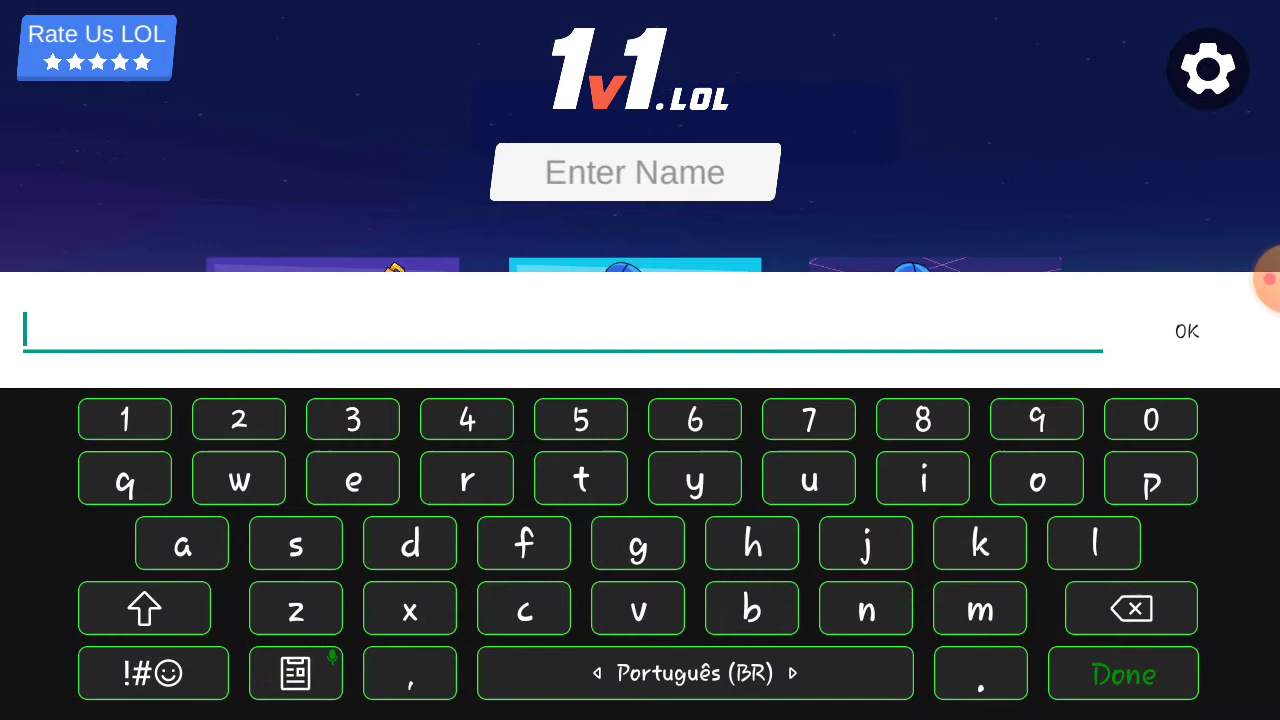 Rate Us LOL
1v1.LOL
Enter Name
OK
1 2 3 4 5 6 7 8 9 0
q w e r t y u i o p
a s d f g h j k l
z x c v b n m
!# , Português (BR) . Done